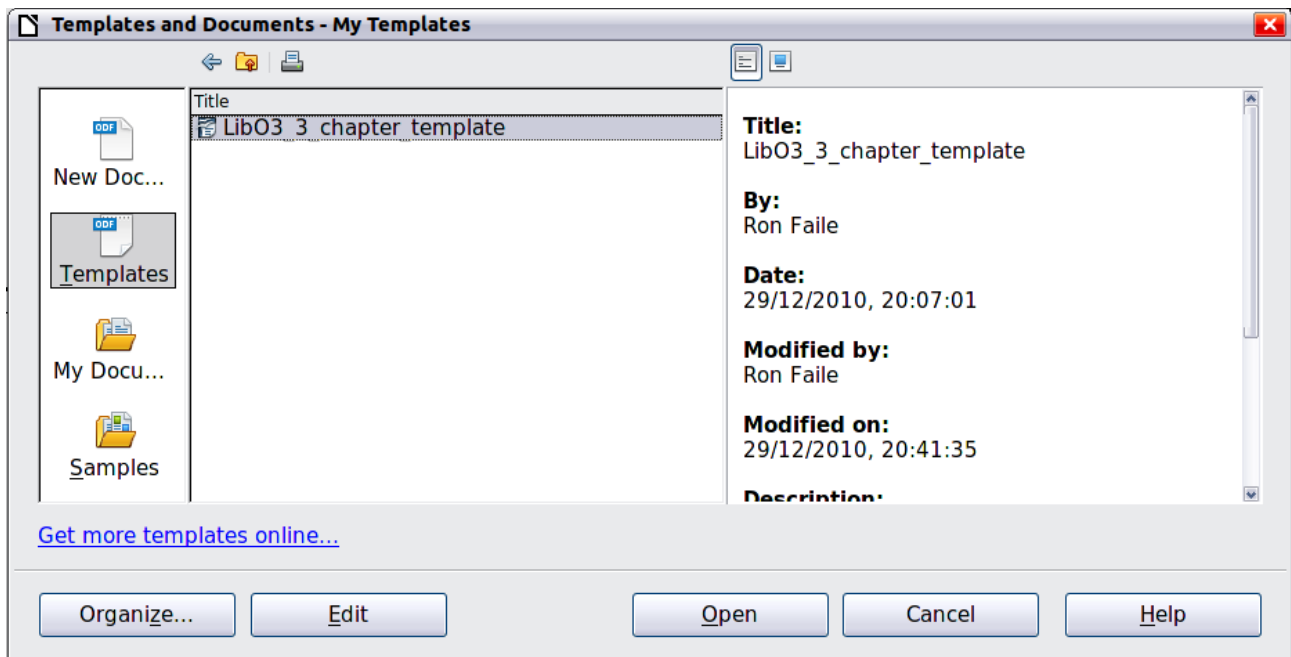 Templates and Documents - My Templates
ODF
New Doc...
ODF
Templates
My Docu...
Samples
Title
LibO3_3_chapter_template
Title:
LibO3_3_chapter_template
By:
Ron Faile
Date:
29/12/2010, 20:07:01
Modified by:
Ron Faile
Modified on:
29/12/2010, 20:41:35
Description:
Get more templates online...
Organize...
Edit
Open
Cancel
Help